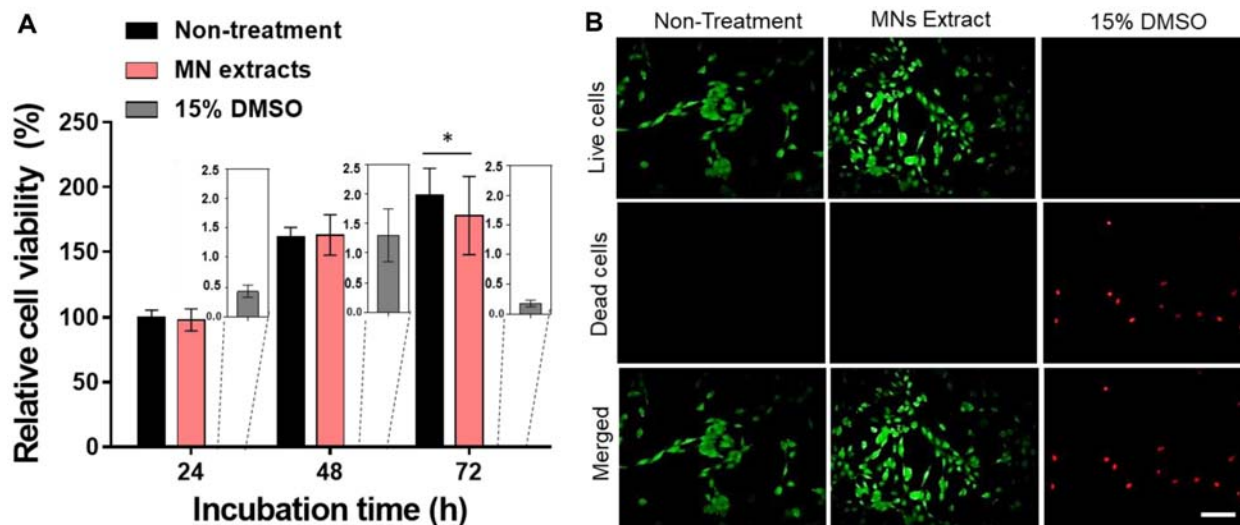 A
Non-treatment
MN extracts
15% DMSO
Relative cell viability (%)
250
200
150
100
50
0
2.5
2.0
1.5
1.0
0.5
0.0
2.5
2.0
1.5
1.0
0.5
0.0
*
2.5
2.0
1.5
1.0
0.5
0.0
24 48 72
Incubation time (h)
B
Non-Treatment MNs Extract 15% DMSO
Live cells
Dead cells
Merged